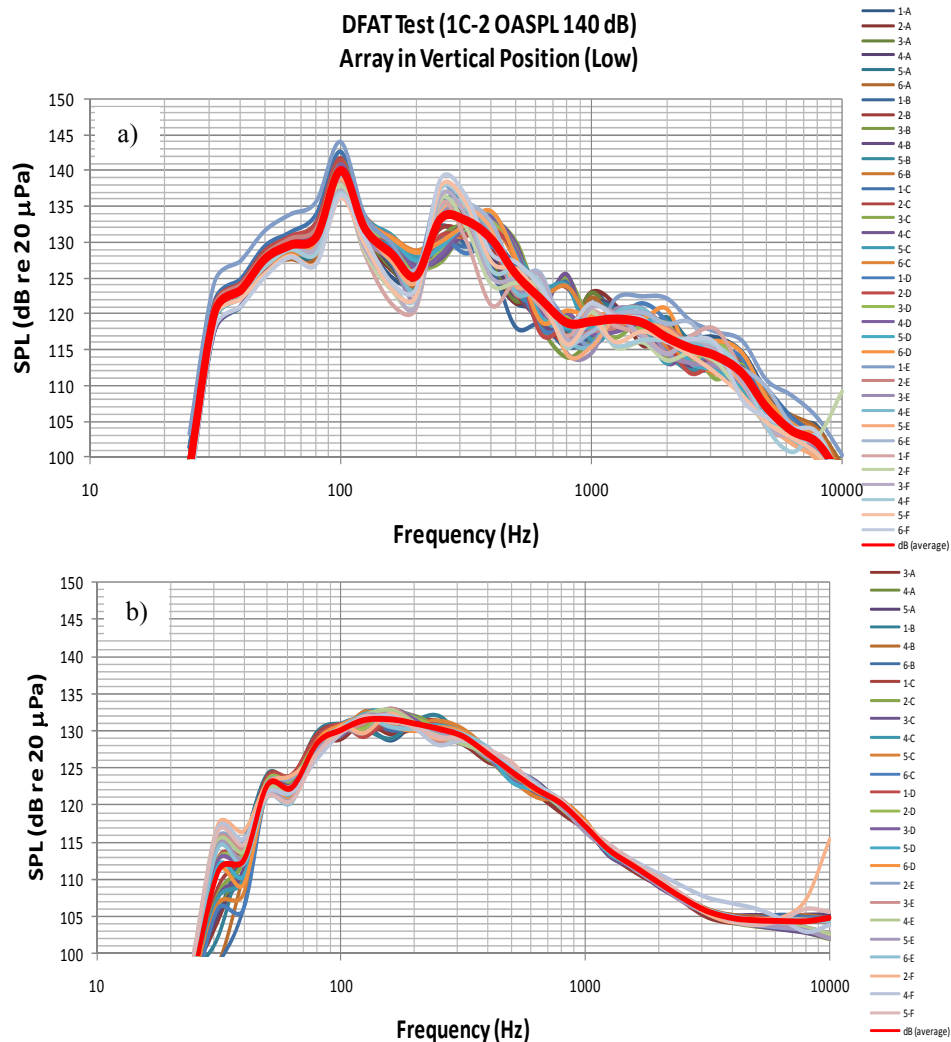 DFAT Test (1C-2 OASPL 140 dB)
Array in Vertical Position (Low)
a)
SPL (dB re 20 µPa)
150
145
140
135
130
125
120
115
110
105
100
10
100
1000
10000
Frequency (Hz)
1-A
2-A
3-A
4-A
5-A
6-A
1-B
2-B
3-B
4-B
5-B
6-B
1-C
2-C
3-C
4-C
5-C
6-C
1-D
2-D
3-D
4-D
5-D
6-D
1-E
2-E
3-E
4-E
5-E
6-E
1-F
2-F
3-F
4-F
5-F
6-F
dB (average)
b)
SPL (dB re 20 µPa)
150
145
140
135
130
125
120
115
110
105
100
10
100
1000
10000
Frequency (Hz)
3-A
4-A
5-A
1-B
4-B
6-B
1-C
2-C
3-C
4-C
5-C
6-C
1-D
2-D
3-D
5-D
6-D
2-E
3-E
4-E
5-E
6-E
2-F
4-F
5-F
dB (average)